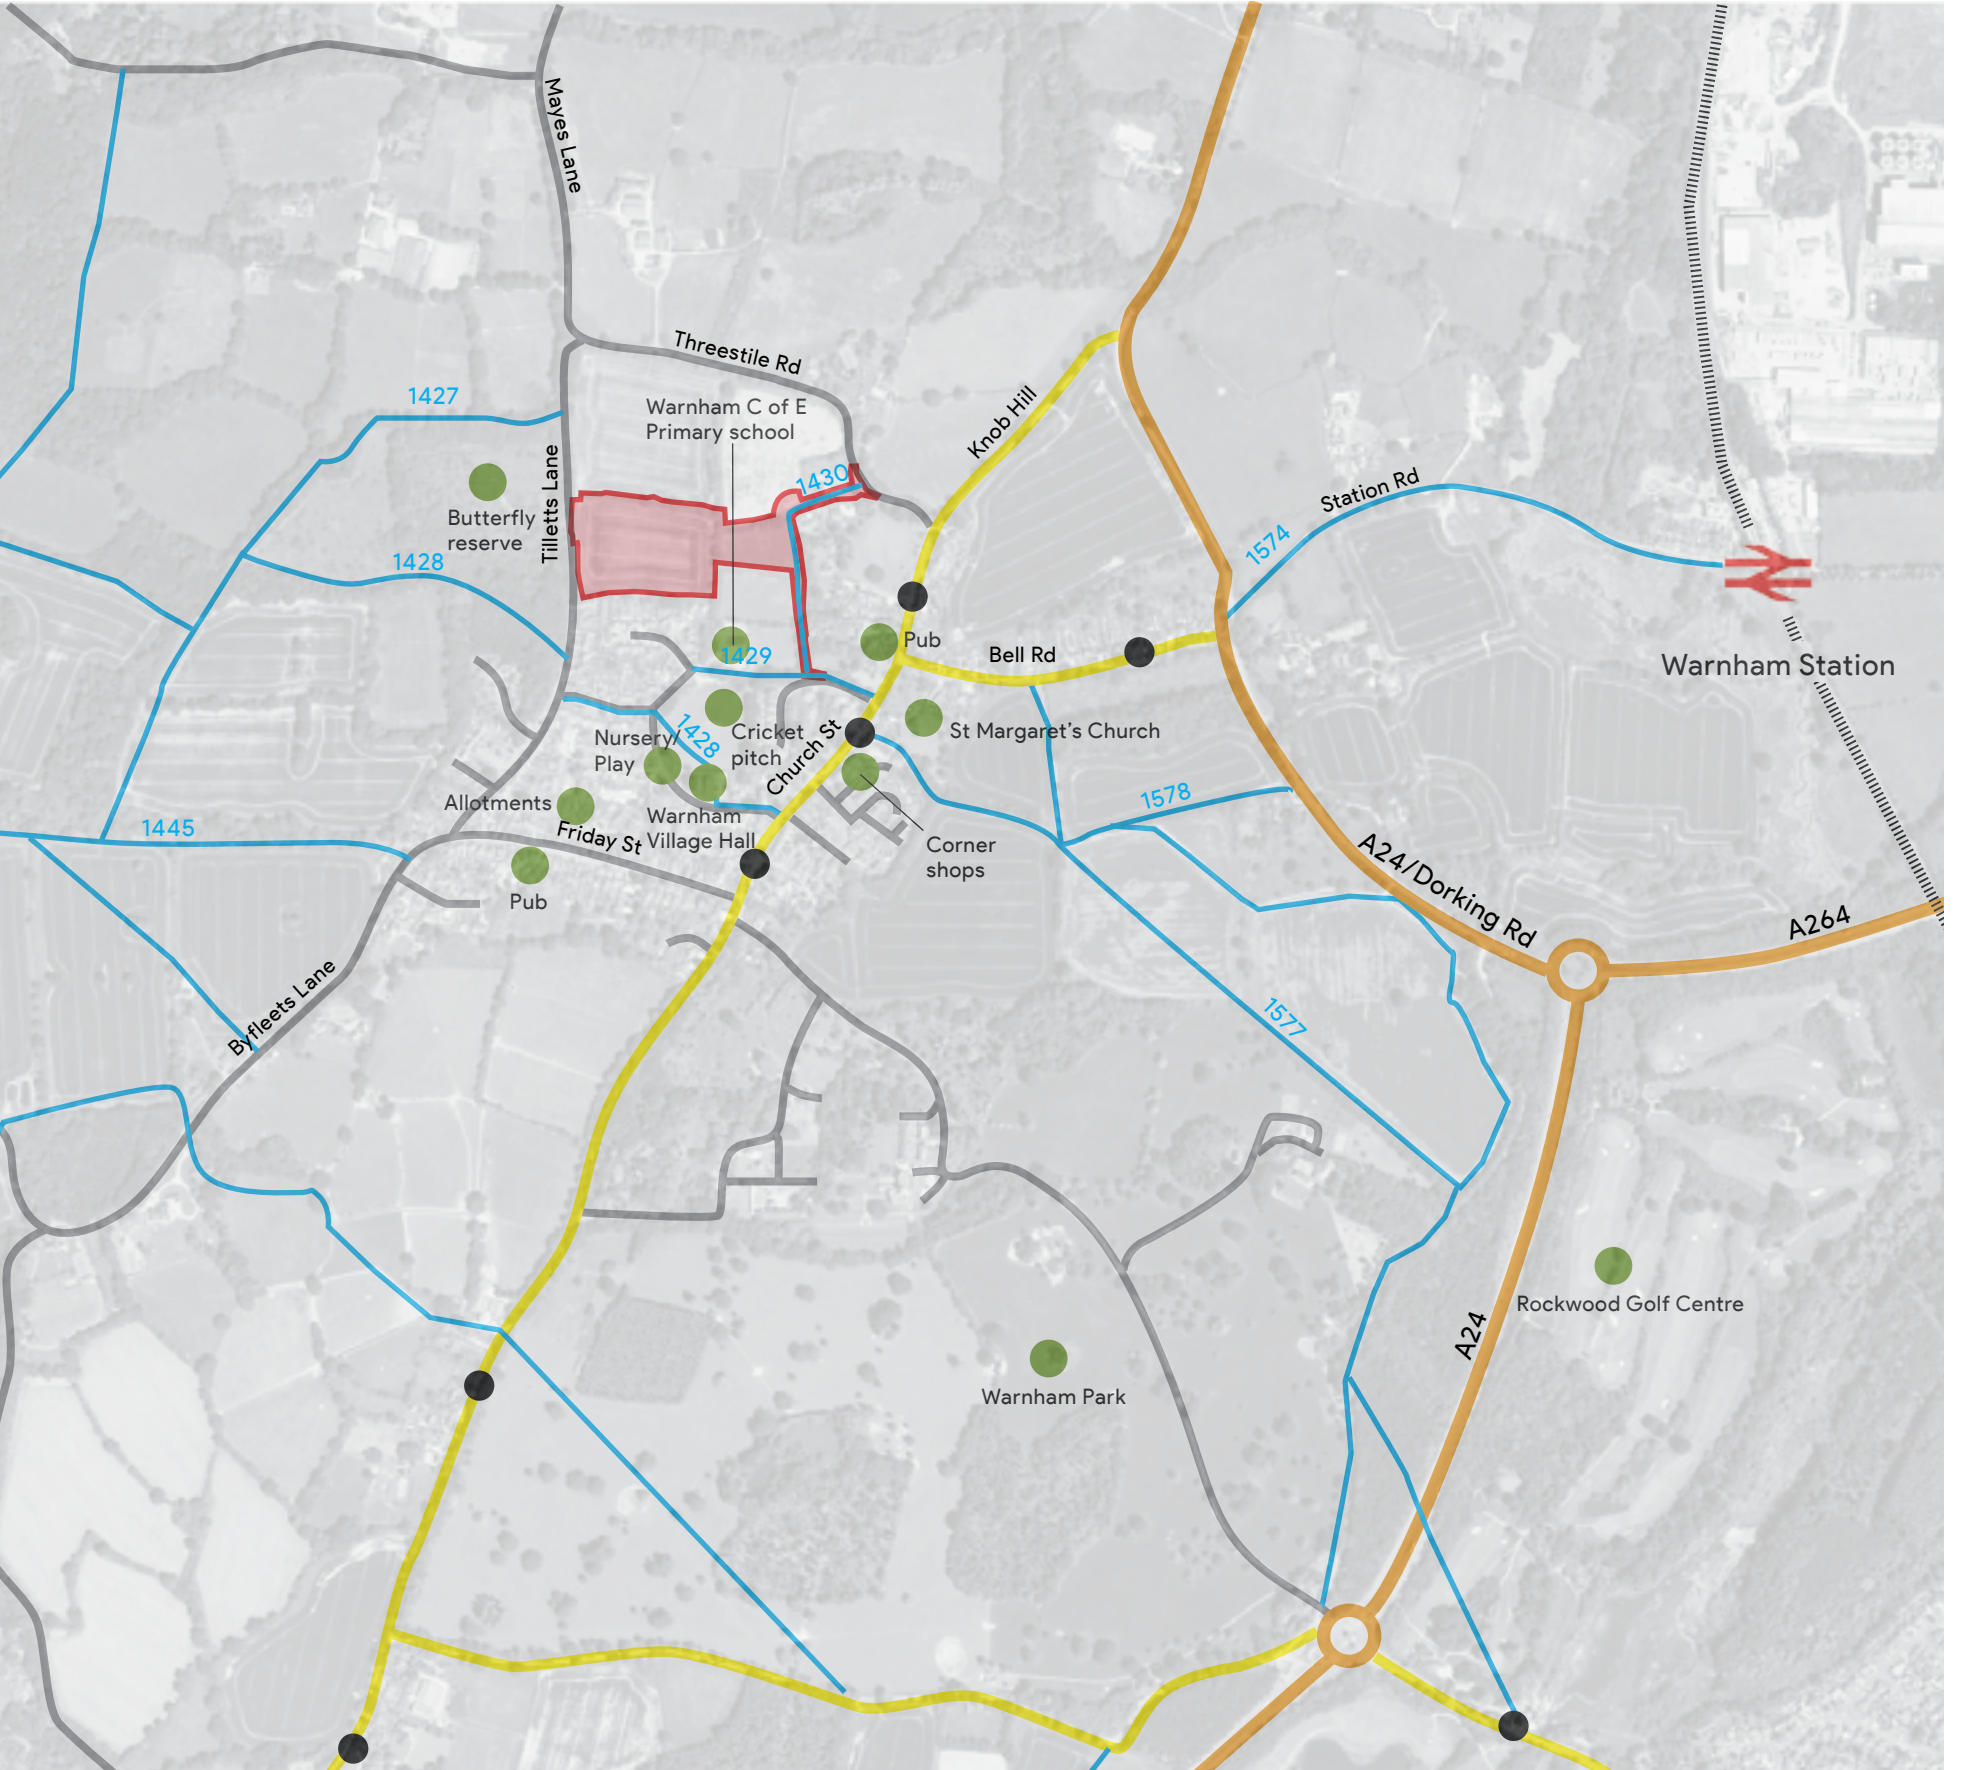 Mayes Lane
Threestile Rd
1427
Warnham C of E
Primary school
Knob Hill
1430
Station Rd
Butterfly
reserve
Tilletts Lane
1574
1428
Pub
Bell Rd
1429
Warnham Station
Nursery/
Play
1428
Cricket
pitch
Church St
St Margaret's Church
Allotments
1578
1445
Friday St
Warnham
Village Hall
Corner
shops
A24/Dorking Rd
Pub
A264
Byfleets Lane
1577
Rockwood Golf Centre
A24
Warnham Park